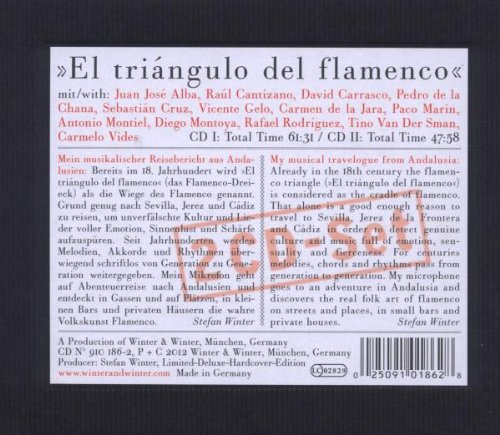 »El triángulo del flamenco«
mit/with: Juan José Alba, Raúl Cantizano, David Carrasco, Pedro de la
Chana, Sebastián Cruz, Vicente Gelo, Carmen de la Jara, Paco Marin,
Antonio Montiel, Diego Montoya, Rafael Rodríguez, Tino Van Der Sman,
Carmelo Vides CD I: Total Time 61:31 / CD II: Total Time 47:58
Mein musikalischer Reisebericht aus Anda-
lusien: Bereits im 18. Jahrhundert wird »El
triángulo del flamenco« (das Flamenco-Drei-
eck) als die Wiege des Flamenco genannt.
Grund genug nach Sevilla, Jerez und Cádiz
zu reisen, um unverfälschte Kultur und Lie-
der voller Emotion, Sinnenreiz und Schärfe
aufzuspüren. Seit Jahrhunderten werden
Melodien, Akkorde und Rhythmen über-
wiegend schriflos von Generation zu Gene-
ration weitergegeben. Mein Mikrofon geht
auf Abenteuerreise nach Andalusien und
entdeckt in Gassen und auf Plätzen, in klei-
nen Bars und privaten Häusern die wahre
Volkskunst Flamenco. Stefan Winter
My musical travelogue from Andalusia:
Already in the 18th century the flamen-
co triangle (»El triángulo del flamenco«)
is considered as the cradle of flamenco.
That alone is a good enough reason to
travel to Sevilla, Jerez de la Frontera
and Cádiz in order to detect genuine
culture and music full of emotion, sen-
suality and fierceness. For centuries
melodies, chords and rhythms pass from
generation to generation. My microphone
goes to an adventure in Andalusia and
discovers the real folk art of flamenco
on streets and places, in small bars and
private houses. Stefan Winter
2CD-Set
A Production of Winter & Winter, München, Germany
CD N° 910 186-2, P + C 2012 Winter & Winter, München, Germany
Producer: Stefan Winter, Limited-Deluxe-Hardcover-Edition
www.winterandwinter.com Made in Germany
LC 02829
0 25091 01862 8